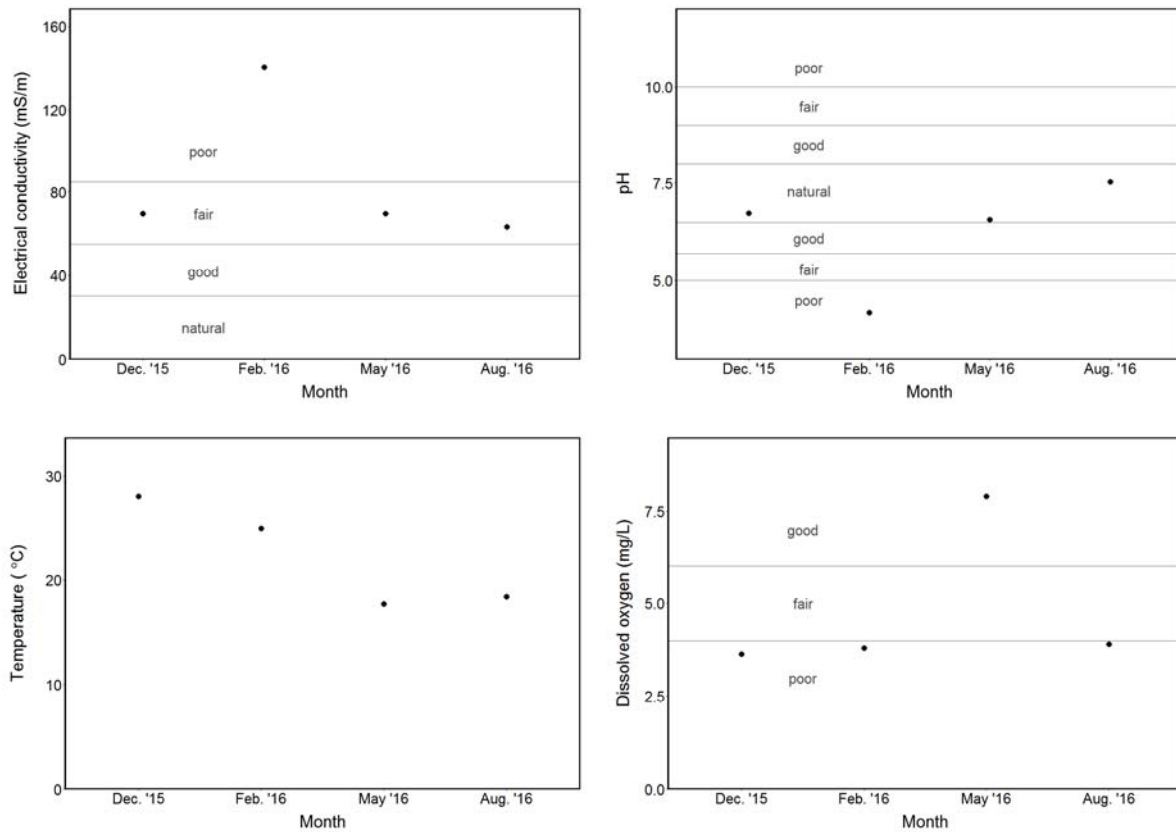 160
120
80
40
0
Electrical conductivity (mS/m)
poor
fair
good
natural
Dec. '15
Feb. '16
May '16
Aug. '16
Month
10.0
7.5
5.0
pH
poor
fair
good
natural
good
fair
poor
Dec. '15
Feb. '16
May '16
Aug. '16
Month
30
20
10
0
Temperature ( °C)
Dec. '15
Feb. '16
May '16
Aug. '16
Month
7.5
5.0
2.5
0.0
Dissolved oxygen (mg/L)
good
fair
poor
Dec. '15
Feb. '16
May '16
Aug. '16
Month